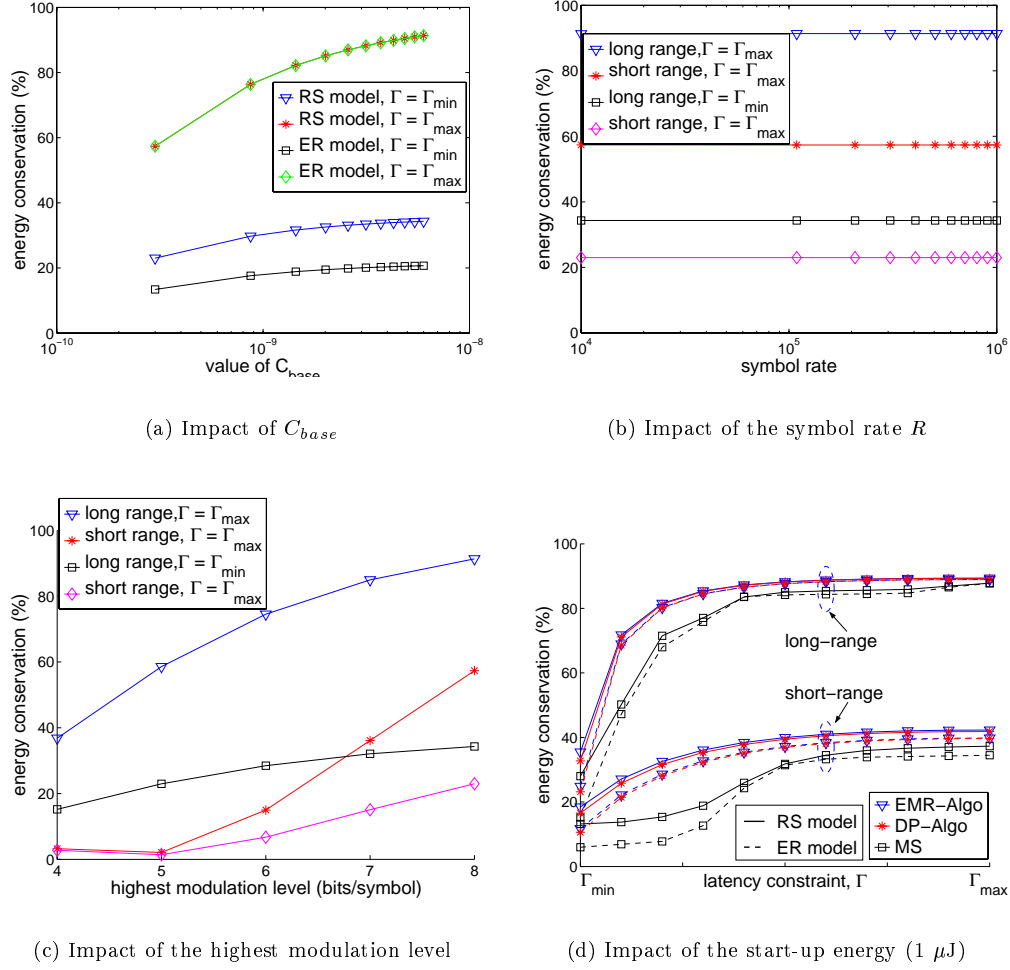 100
80
60
40
20
0
energy conservation (%)
RS model, Γ = Γmin
RS model, Γ = Γmax
ER model, Γ = Γmin
ER model, Γ = Γmax
10−10
10−9
10−8
value of Cbase
(a) Impact of Cbase
100
80
60
40
20
0
energy conservation (%)
long range,Γ = Γmax
short range, Γ = Γmax
long range,Γ = Γmin
short range, Γ = Γmax
104
105
106
symbol rate
(b) Impact of the symbol rate R
100
80
60
40
20
0
energy conservation (%)
long range,Γ = Γmax
short range, Γ = Γmax
long range,Γ = Γmin
short range, Γ = Γmax
4
5
6
7
8
highest modulation level (bits/symbol)
(c) Impact of the highest modulation level
100
80
60
40
20
0
energy conservation (%)
long−range
short−range
RS model
ER model
EMR−Algo
DP−Algo
MS
Γmin
latency constraint, Γ
Γmax
(d) Impact of the start-up energy (1 μJ)